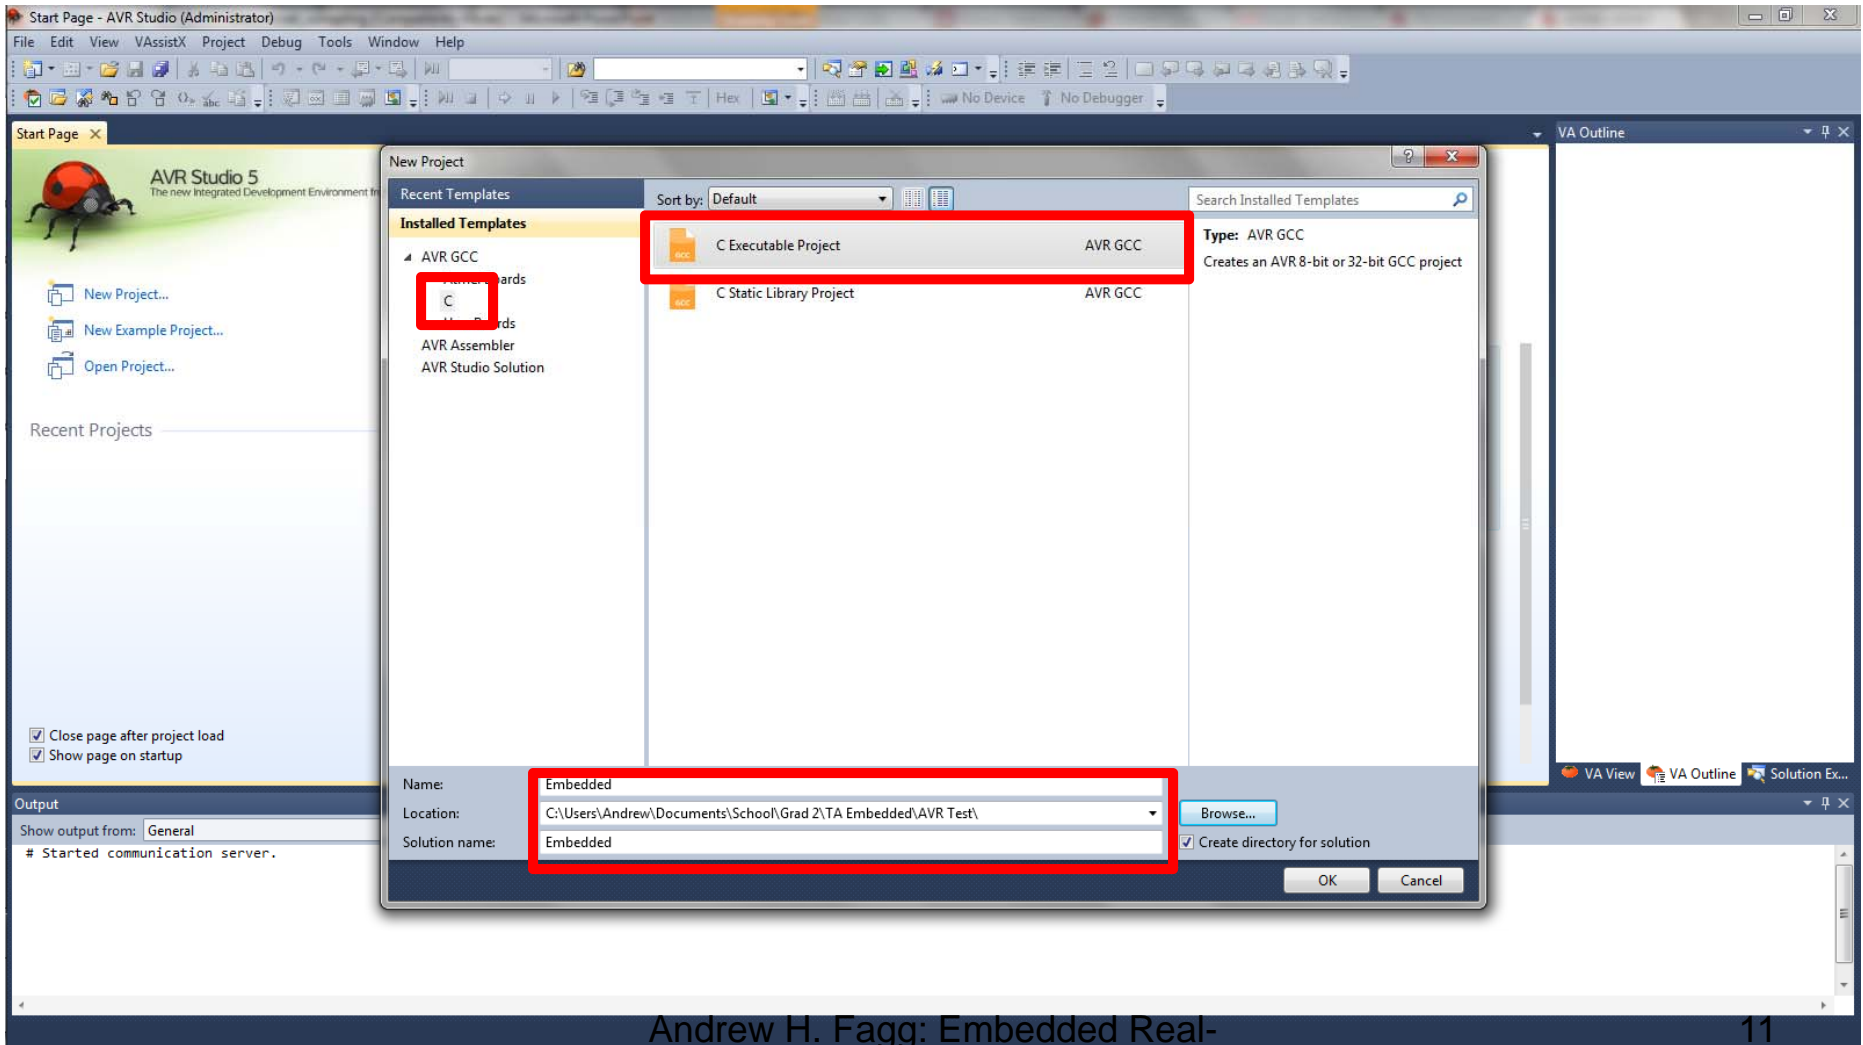 Start Page - AVR Studio (Administrator)
File Edit View VAssistX Project Debug Tools Window Help
Hex No Device No Debugger
Start Page
VA Outline
AVR Studio 5
The new Integrated Development Environment
New Project...
New Example Project...
Open Project...
Recent Projects
Close page after project load
Show page on startup
New Project
Recent Templates
Installed Templates
AVR GCC
C
AVR Assembler
AVR Studio Solution
Sort by: Default
C Executable Project AVR GCC
C Static Library Project AVR GCC
Search Installed Templates
Type: AVR GCC
Creates an AVR 8-bit or 32-bit GCC project
Name: Embedded
Location: C:\Users\Andrew\Documents\School\Grad 2\TA Embedded\AVR Test\ Browse...
Solution name: Embedded Create directory for solution
OK Cancel
VA View VA Outline Solution Ex...
Output
Show output from: General
# Started communication server.
Andrew H. Fagg: Embedded Real- 11